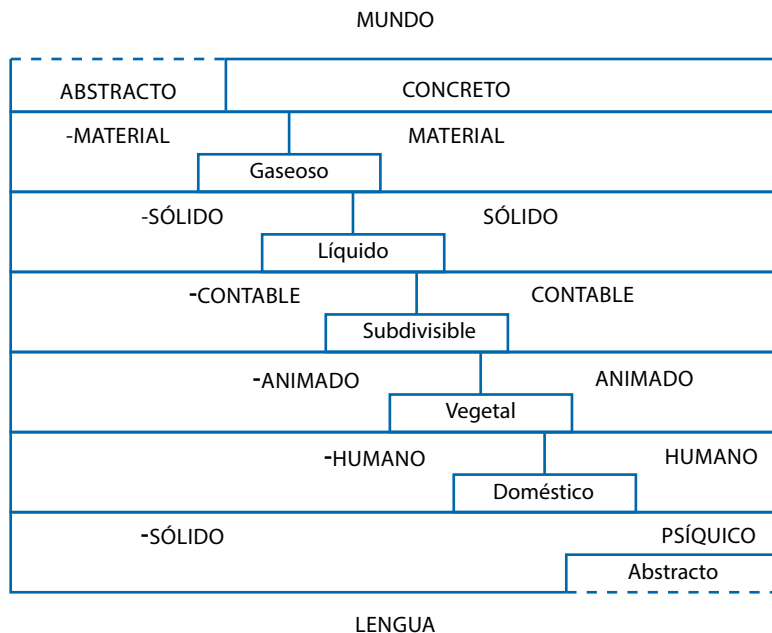 MUNDO
ABSTRACTO CONCRETO
-MATERIAL MATERIAL
Gaseoso
-SÓLIDO SÓLIDO
Líquido
-CONTABLE CONTABLE
Subdivisible
-ANIMADO ANIMADO
Vegetal
-HUMANO HUMANO
Doméstico
-SÓLIDO PSÍQUICO
Abstracto
LENGUA